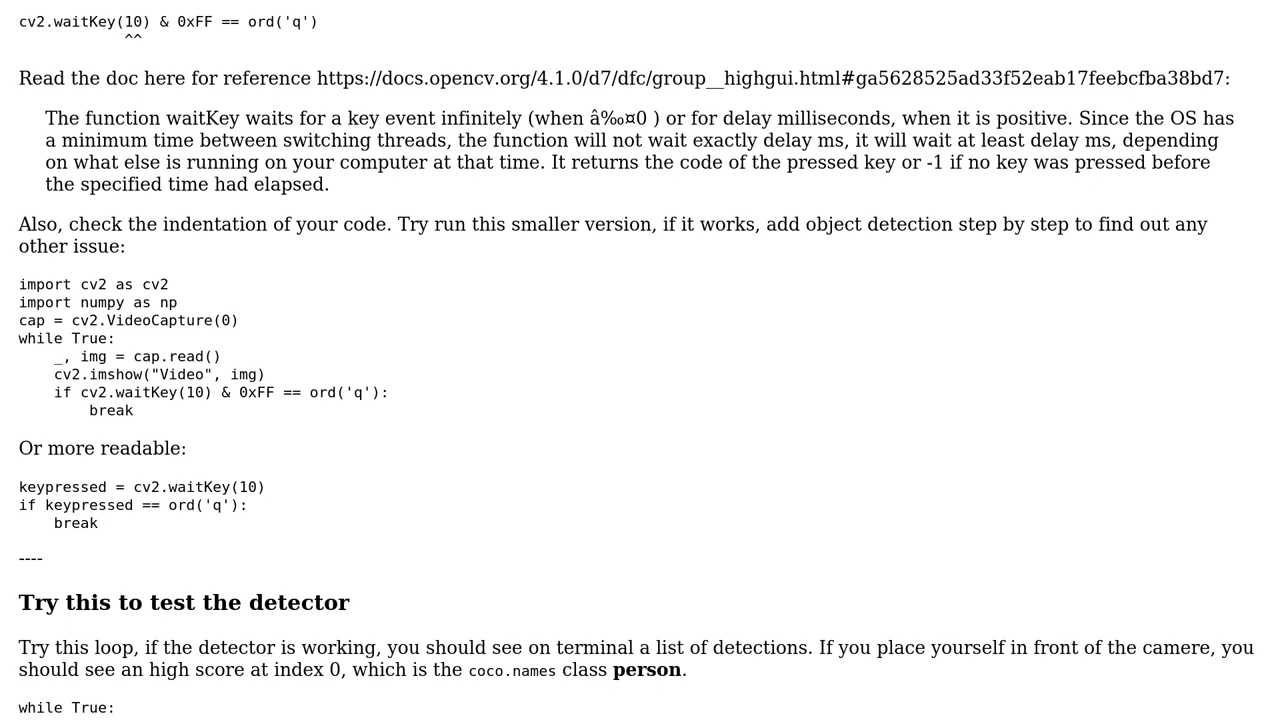 cv2.waitKey(10) & 0xFF == ord('q')
            ^^
Read the doc here for reference https://docs.opencv.org/4.1.0/d7/dfc/group__highgui.html#ga5628525ad33f52eab17feebcfba38bd7:
The function waitKey waits for a key event infinitely (when â‰¤0 ) or for delay milliseconds, when it is positive. Since the OS has
a minimum time between switching threads, the function will not wait exactly delay ms, it will wait at least delay ms, depending
on what else is running on your computer at that time. It returns the code of the pressed key or -1 if no key was pressed before
the specified time had elapsed.
Also, check the indentation of your code. Try run this smaller version, if it works, add object detection step by step to find out any
other issue:
import cv2 as cv2
import numpy as np
cap = cv2.VideoCapture(0)
while True:
    _, img = cap.read()
    cv2.imshow("Video", img)
    if cv2.waitKey(10) & 0xFF == ord('q'):
        break
Or more readable:
keypressed = cv2.waitKey(10)
if keypressed == ord('q'):
    break
----
Try this to test the detector
Try this loop, if the detector is working, you should see on terminal a list of detections. If you place yourself in front of the camere, you
should see an high score at index 0, which is the coco.names class person.
while True: